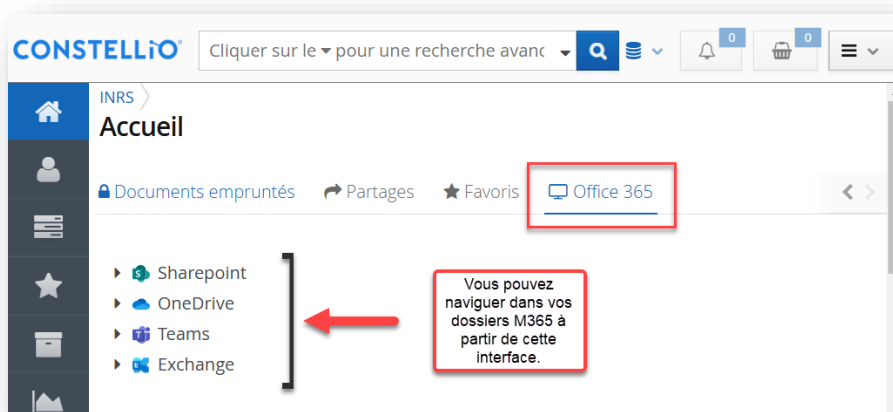 CONSTELLiO
Cliquer sur le ▾ pour une recherche avanc
0
0
INRS
Accueil
Documents empruntés
Partages
Favoris
Office 365
Sharepoint
OneDrive
Teams
Exchange
Vous pouvez
naviguer dans vos
dossiers M365 à
partir de cette
interface.